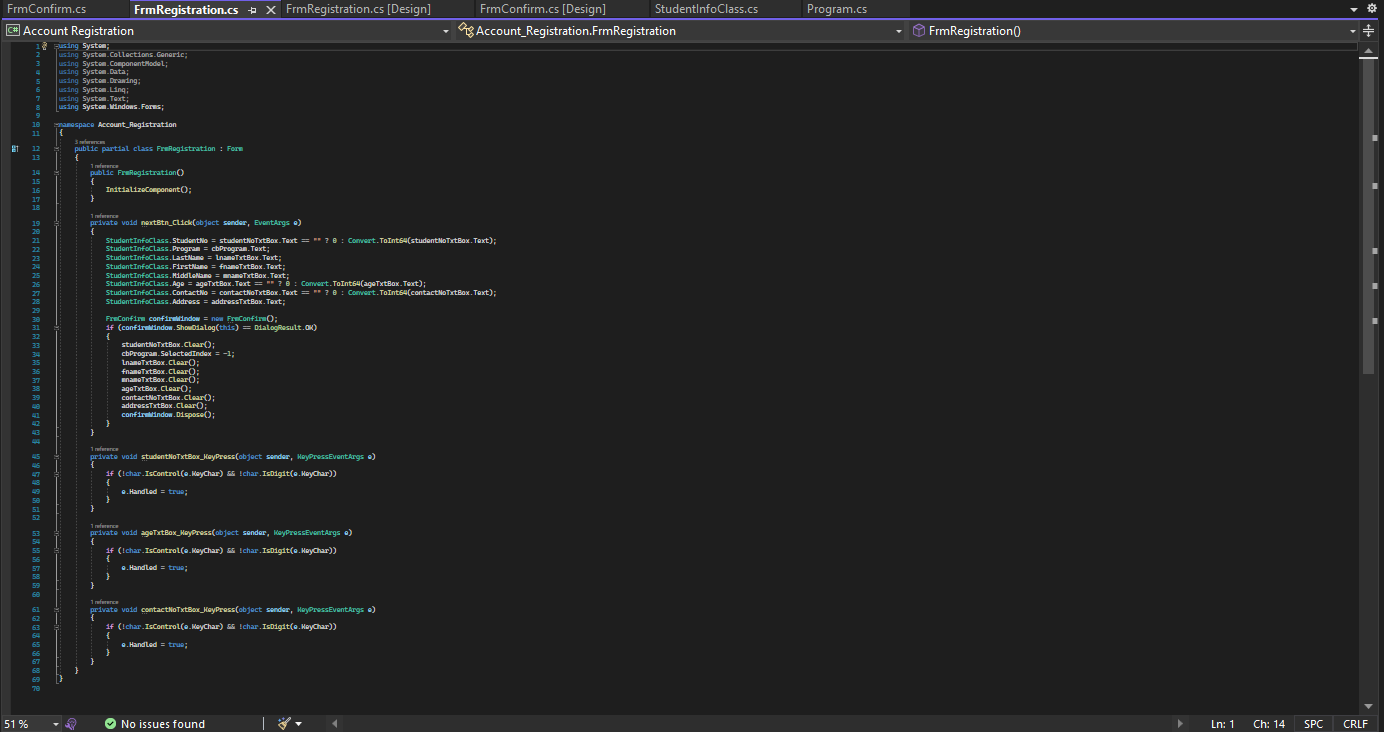 FrmConfirm.cs FrmRegistration.cs FrmRegistration.cs [Design] FrmConfirm.cs [Design] StudentInfoClass.cs Program.cs
C# Account Registration Account_Registration.FrmRegistration FrmRegistration()
1 using System;
2 using System.Collections.Generic;
3 using System.ComponentModel;
4 using System.Data;
5 using System.Drawing;
6 using System.Linq;
7 using System.Text;
8 using System.Windows.Forms;
9
10 namespace Account_Registration
11 {
3 references
12 public partial class FrmRegistration : Form
13 {
1 reference
14 public FrmRegistration()
15 {
16 InitializeComponent();
17 }
18
1 reference
19 private void nextBtn_Click(object sender, EventArgs e)
20 {
21 StudentInfoClass.StudentNo = studentNoTxtBox.Text == "" ? 0 : Convert.ToInt64(studentNoTxtBox.Text);
22 StudentInfoClass.Program = cbProgram.Text;
23 StudentInfoClass.LastName = lnameTxtBox.Text;
24 StudentInfoClass.FirstName = fnameTxtBox.Text;
25 StudentInfoClass.MiddleName = mnameTxtBox.Text;
26 StudentInfoClass.Age = ageTxtBox.Text == "" ? 0 : Convert.ToInt64(ageTxtBox.Text);
27 StudentInfoClass.ContactNo = contactNoTxtBox.Text == "" ? 0 : Convert.ToInt64(contactNoTxtBox.Text);
28 StudentInfoClass.Address = addressTxtBox.Text;
29
30 FrmConfirm confirmWindow = new FrmConfirm();
31 if (confirmWindow.ShowDialog(this) == DialogResult.OK)
32 {
33 studentNoTxtBox.Clear();
34 cbProgram.SelectedIndex = -1;
35 lnameTxtBox.Clear();
36 fnameTxtBox.Clear();
37 mnameTxtBox.Clear();
38 ageTxtBox.Clear();
39 contactNoTxtBox.Clear();
40 addressTxtBox.Clear();
41 confirmWindow.Dispose();
42 }
43 }
44
1 reference
45 private void studentNoTxtBox_KeyPress(object sender, KeyPressEventArgs e)
46 {
47 if (!char.IsControl(e.KeyChar) && !char.IsDigit(e.KeyChar))
48 {
49 e.Handled = true;
50 }
51 }
52
1 reference
53 private void ageTxtBox_KeyPress(object sender, KeyPressEventArgs e)
54 {
55 if (!char.IsControl(e.KeyChar) && !char.IsDigit(e.KeyChar))
56 {
57 e.Handled = true;
58 }
59 }
60
1 reference
61 private void contactNoTxtBox_KeyPress(object sender, KeyPressEventArgs e)
62 {
63 if (!char.IsControl(e.KeyChar) && !char.IsDigit(e.KeyChar))
64 {
65 e.Handled = true;
66 }
67 }
68 }
69 }
70
51 % No issues found Ln: 1 Ch: 14 SPC CRLF